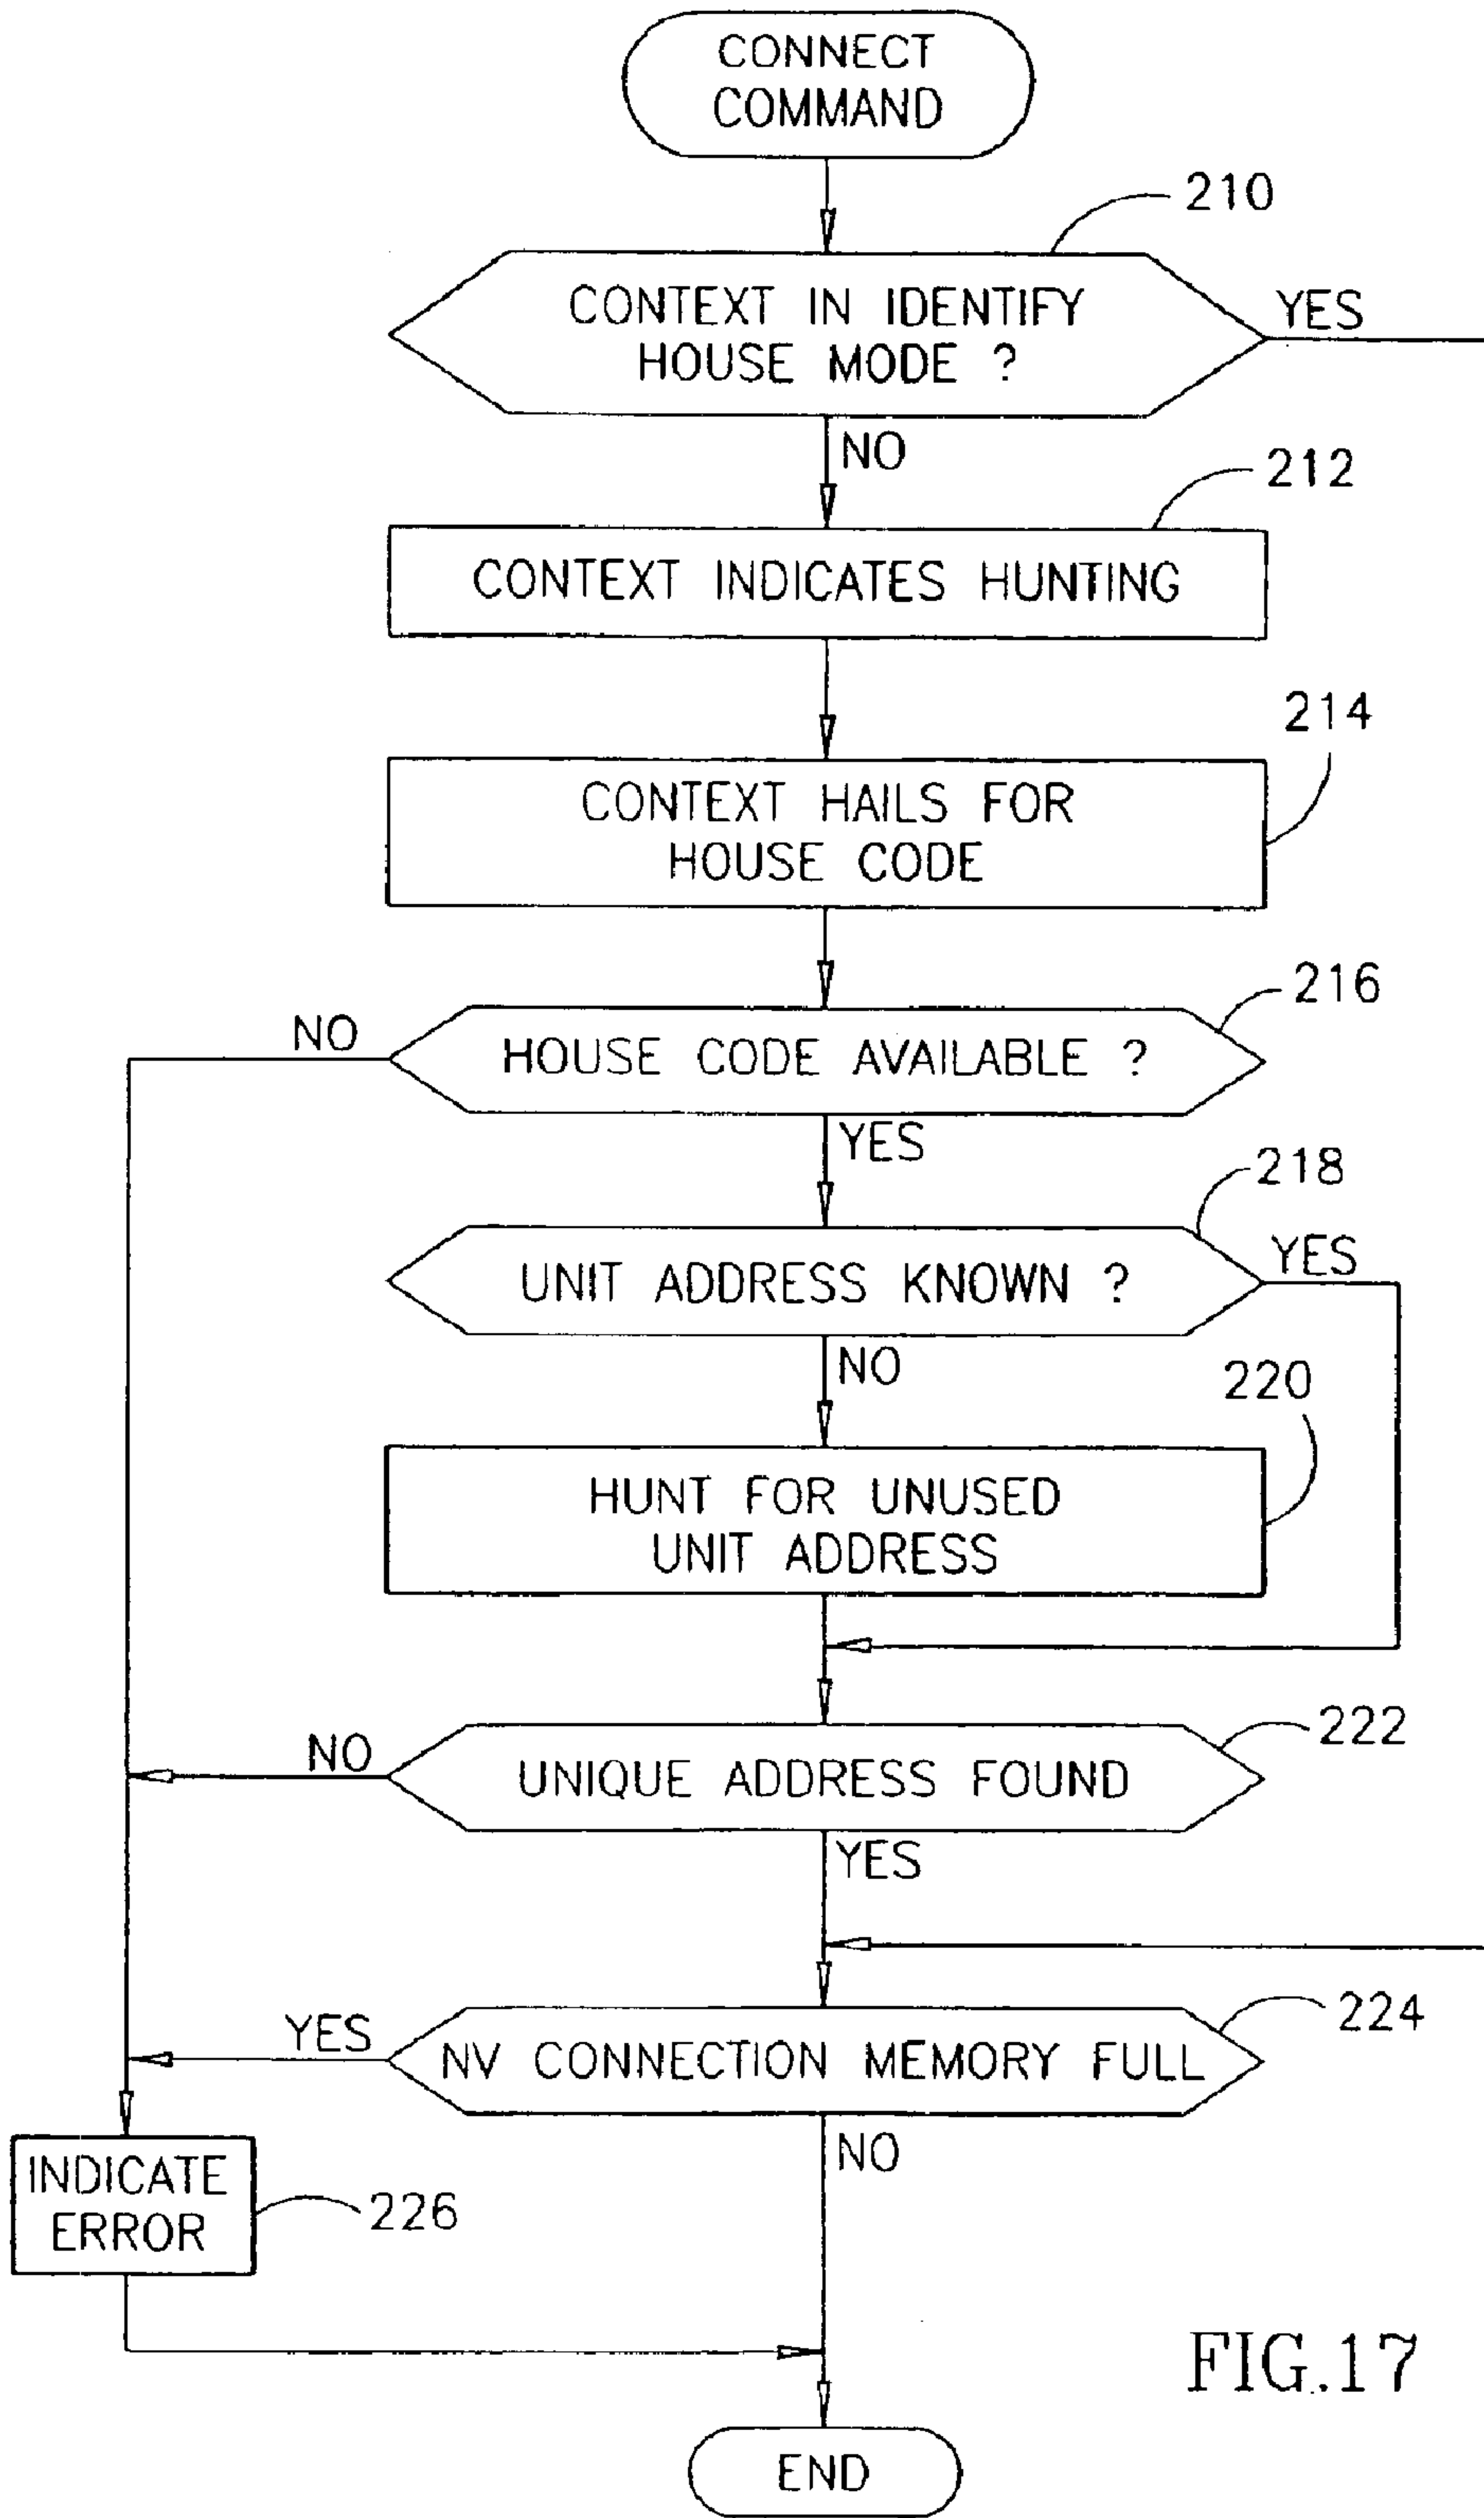 CONNECT
COMMAND
210
CONTEXT IN IDENTIFY
HOUSE MODE ?
YES
NO
212
CONTEXT INDICATES HUNTING
214
CONTEXT HAILS FOR
HOUSE CODE
216
NO
HOUSE CODE AVAILABLE ?
YES
218
UNIT ADDRESS KNOWN ?
YES
NO
220
HUNT FOR UNUSED
UNIT ADDRESS
222
NO
UNIQUE ADDRESS FOUND
YES
224
YES
NV CONNECTION MEMORY FULL
NO
INDICATE
ERROR
226
FIG.17
END